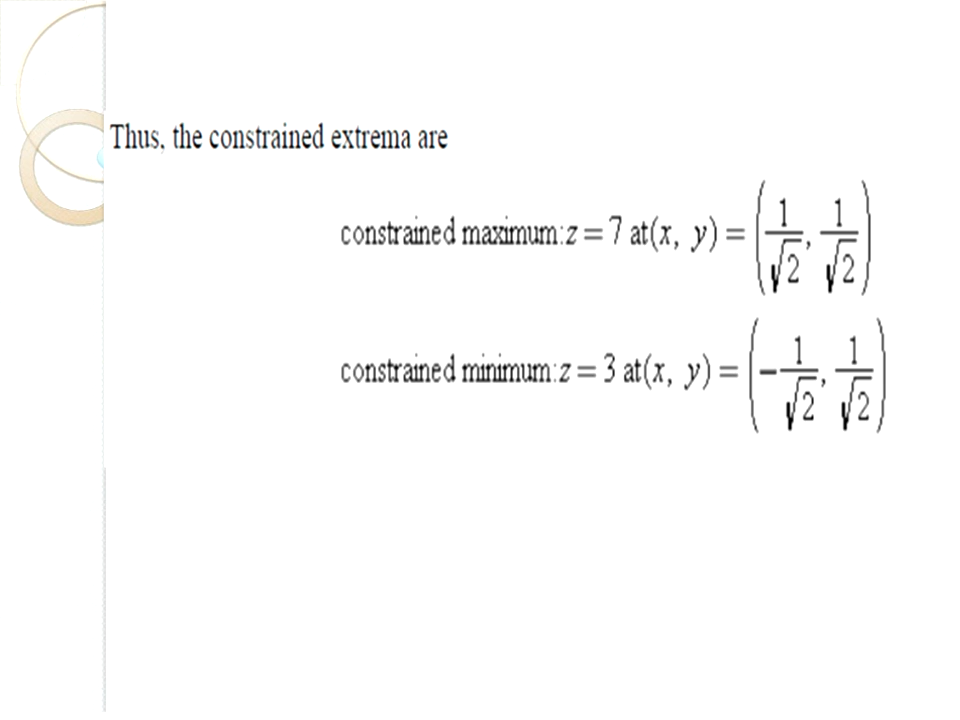 Thus, the constrained extrema are
constrained maximum: z = 7 at (x, y) = (1/√2, 1/√2)
constrained minimum: z = 3 at (x, y) = (−1/√2, 1/√2)